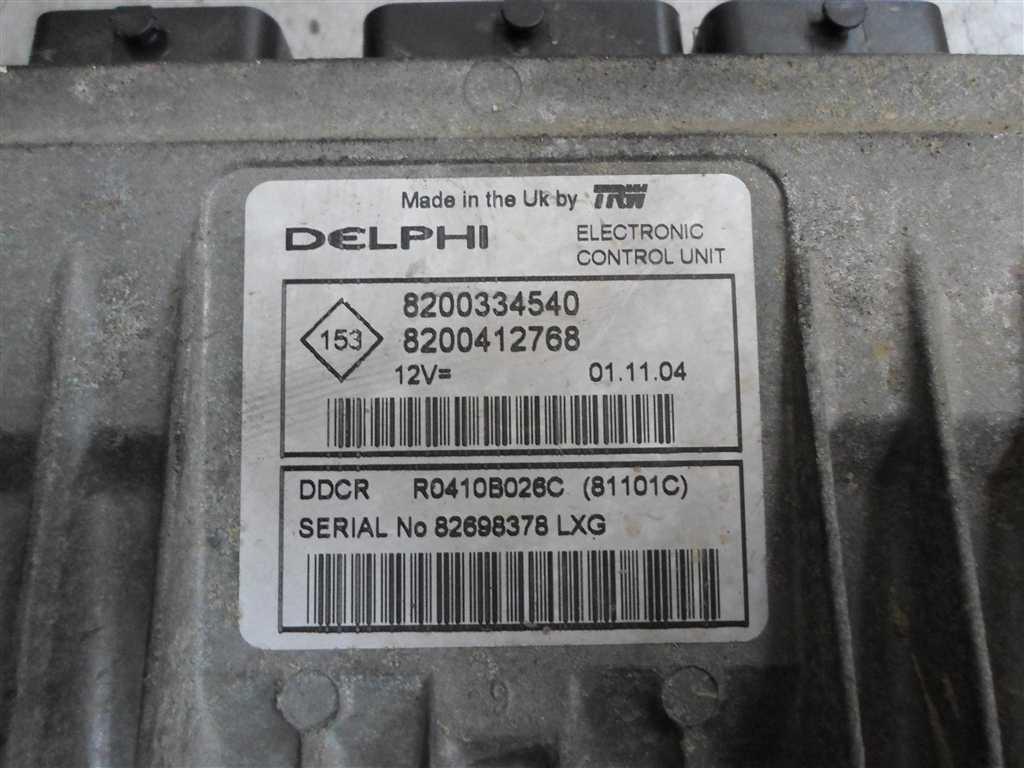 Made in the Uk by TRW
DELPHI
ELECTRONIC
CONTROL UNIT
153
8200334540
8200412768
12V= 01.11.04
DDCR R0410B026C (81101C)
SERIAL No 82698378 LXG
9